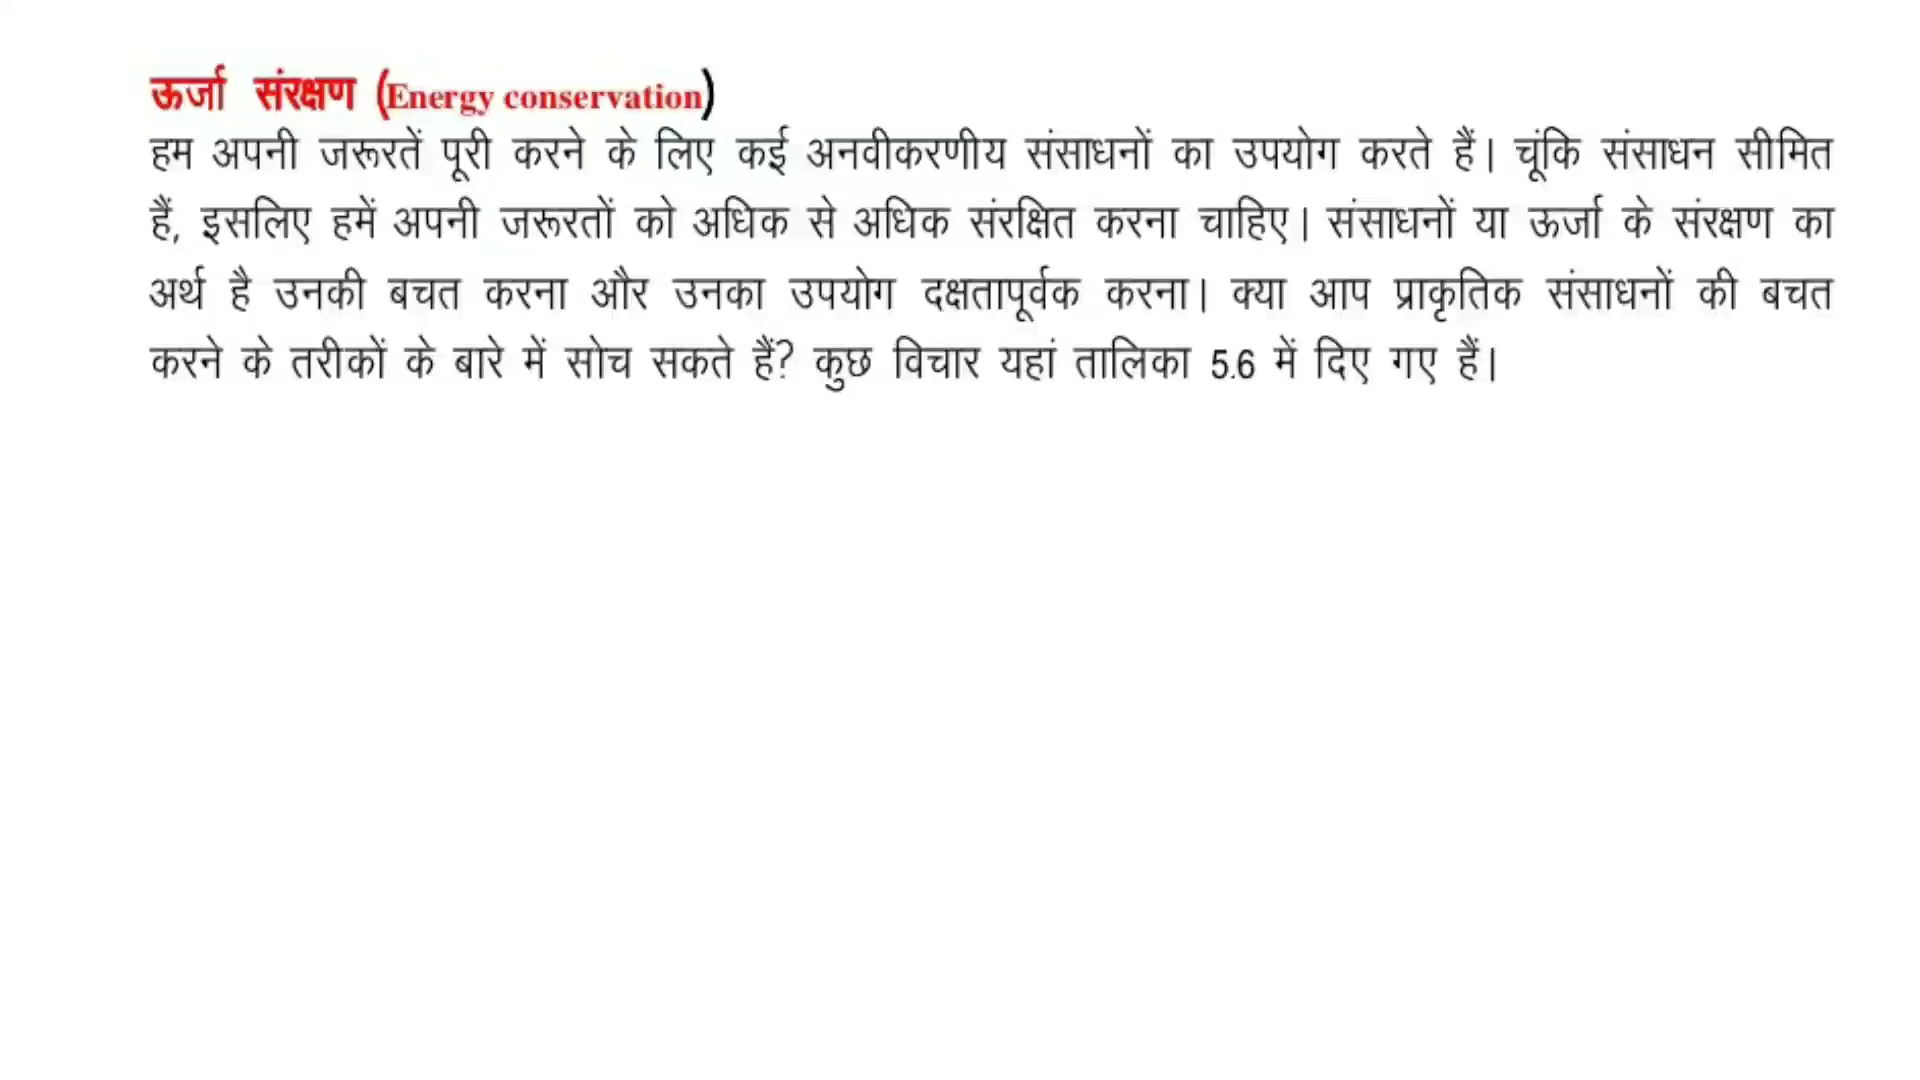 ऊर्जा संरक्षण (Energy conservation)
हम अपनी जरूरतें पूरी करने के लिए कई अनवीकरणीय संसाधनों का उपयोग करते हैं। चूंकि संसाधन सीमित
हैं, इसलिए हमें अपनी जरूरतों को अधिक से अधिक संरक्षित करना चाहिए। संसाधनों या ऊर्जा के संरक्षण का
अर्थ है उनकी बचत करना और उनका उपयोग दक्षतापूर्वक करना। क्या आप प्राकृतिक संसाधनों की बचत
करने के तरीकों के बारे में सोच सकते हैं? कुछ विचार यहां तालिका 5.6 में दिए गए हैं।